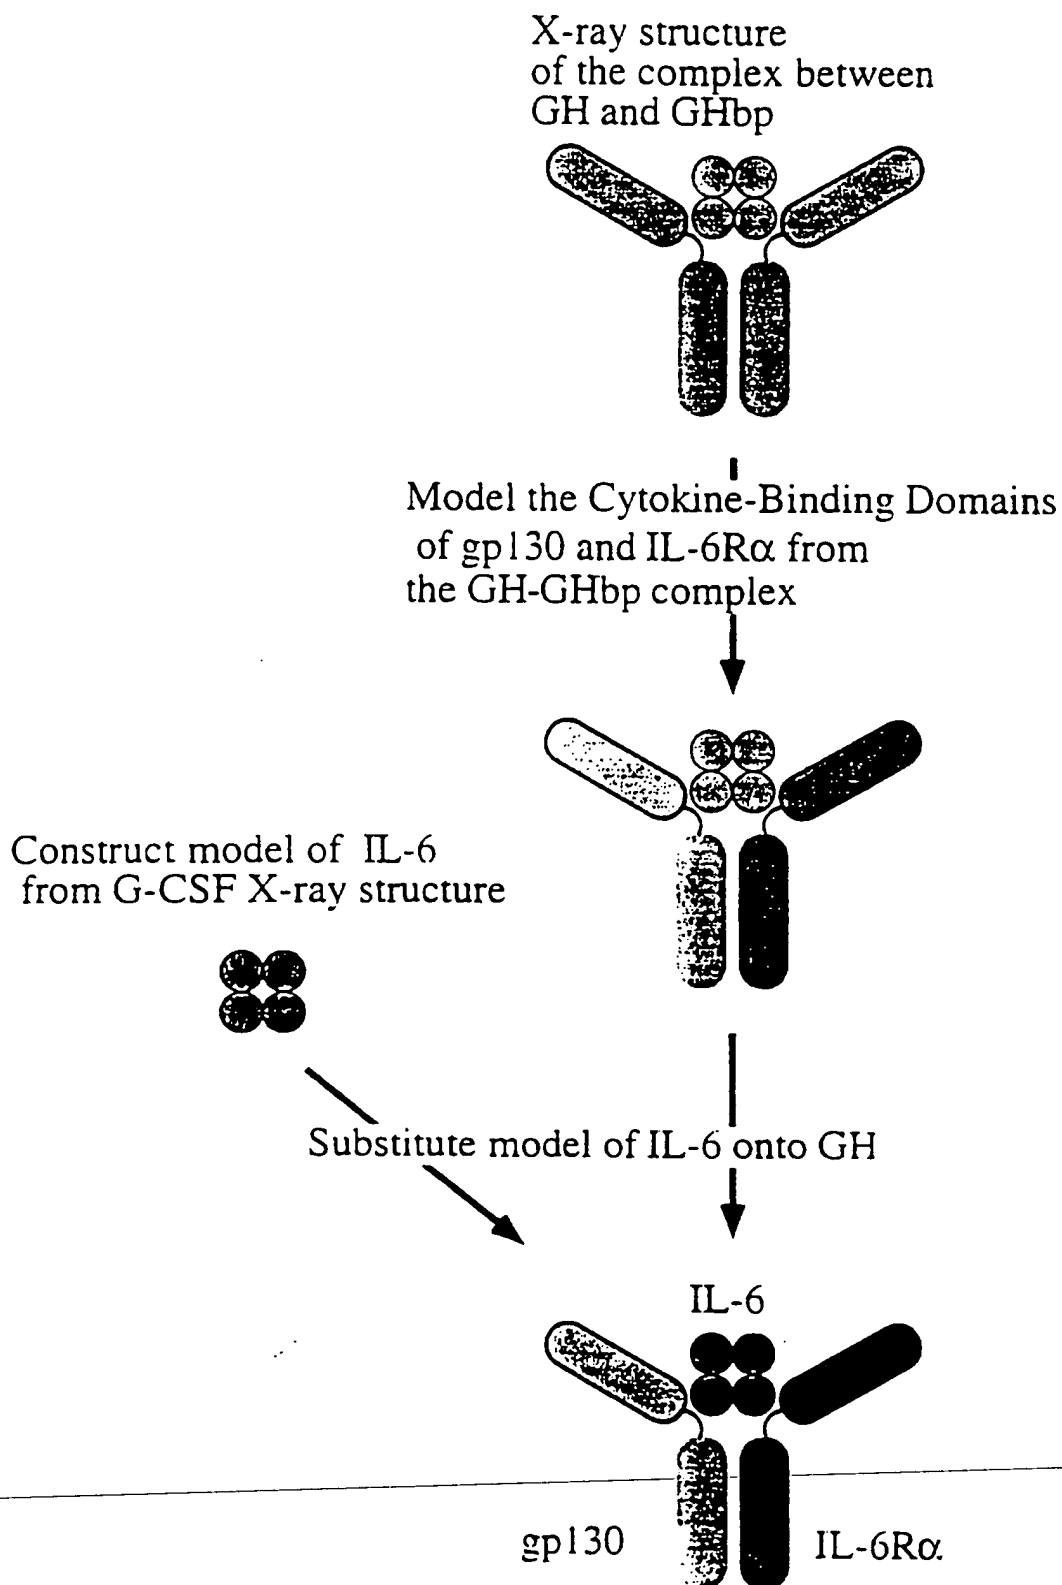 X-ray structure
of the complex between
GH and GHbp
Model the Cytokine-Binding Domains
of gp130 and IL-6Rα from
the GH-GHbp complex
Construct model of IL-6
from G-CSF X-ray structure
Substitute model of IL-6 onto GH
IL-6
gp130
IL-6Rα